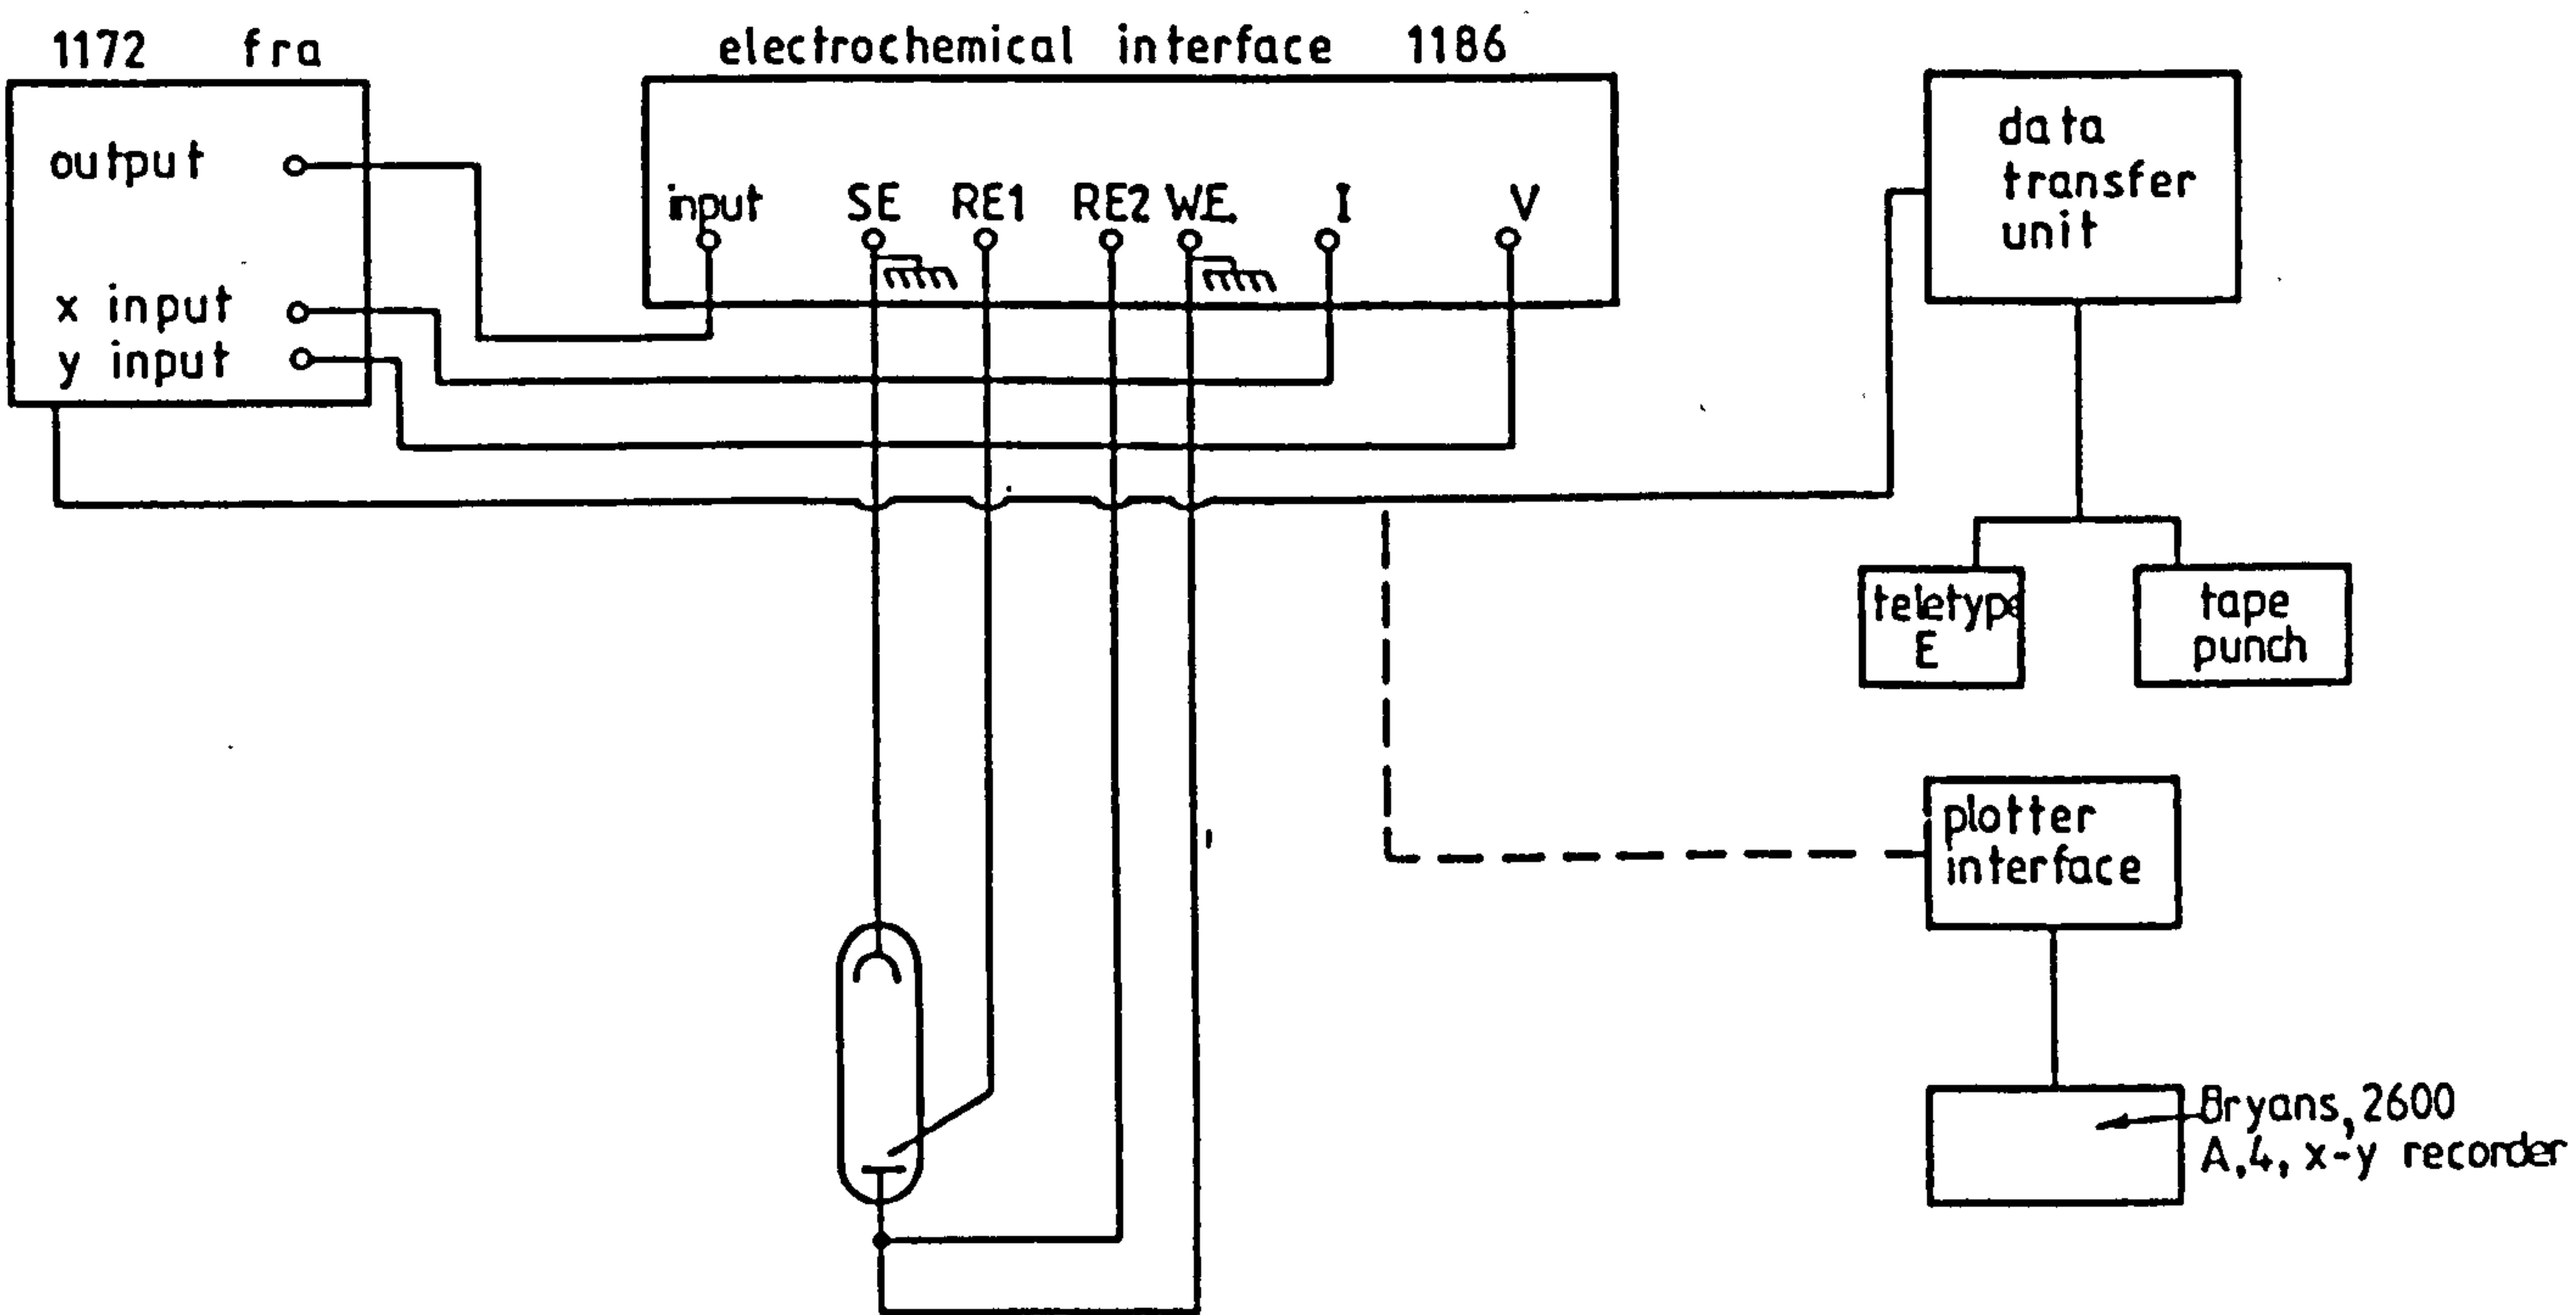 1172 fra
output
x input
y input
electrochemical interface 1186
input SE RE1 RE2 W.E. I V
data
transfer
unit
teletype
E
tape
punch
plotter
interface
Bryans, 2600
A,4, x-y recorder